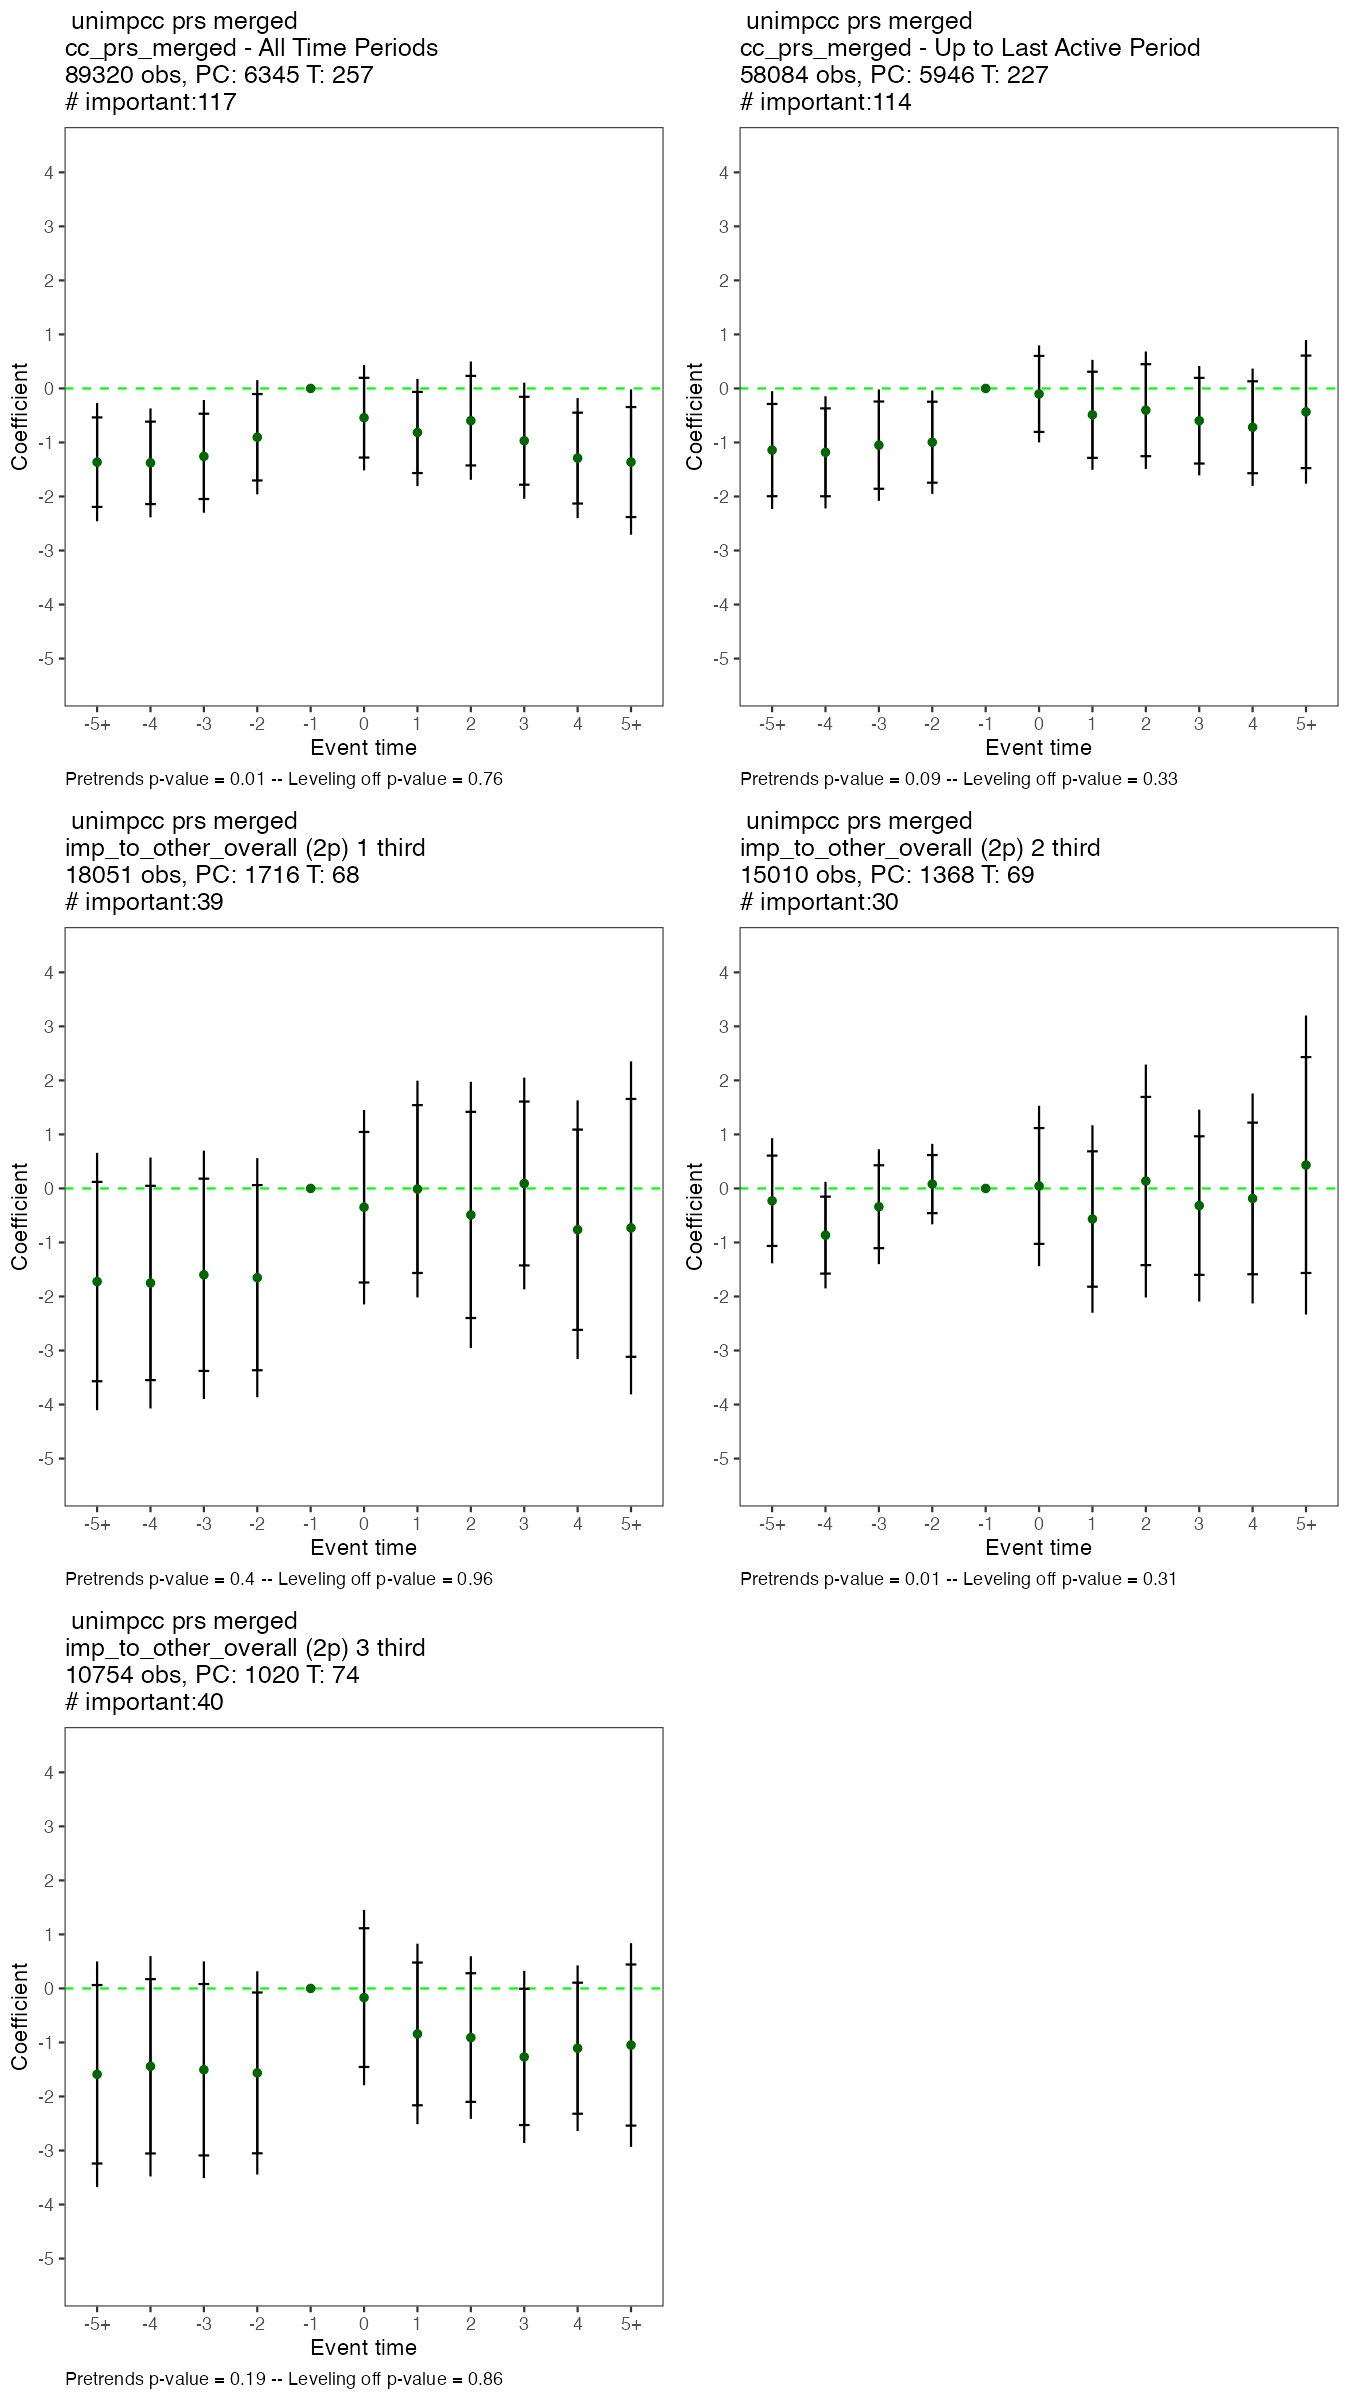 unimpcc prs merged
cc_prs_merged - All Time Periods
89320 obs, PC: 6345 T: 257
# important:117
4
3
2
1
0
-1
-2
-3
-4
-5
Coefficient
-5+ -4 -3 -2 -1 0 1 2 3 4 5+
Event time
Pretrends p-value = 0.01 -- Leveling off p-value = 0.76
unimpcc prs merged
cc_prs_merged - Up to Last Active Period
58084 obs, PC: 5946 T: 227
# important:114
4
3
2
1
0
-1
-2
-3
-4
-5
Coefficient
-5+ -4 -3 -2 -1 0 1 2 3 4 5+
Event time
Pretrends p-value = 0.09 -- Leveling off p-value = 0.33
unimpcc prs merged
imp_to_other_overall (2p) 1 third
18051 obs, PC: 1716 T: 68
# important:39
4
3
2
1
0
-1
-2
-3
-4
-5
Coefficient
-5+ -4 -3 -2 -1 0 1 2 3 4 5+
Event time
Pretrends p-value = 0.4 -- Leveling off p-value = 0.96
unimpcc prs merged
imp_to_other_overall (2p) 2 third
15010 obs, PC: 1368 T: 69
# important:30
4
3
2
1
0
-1
-2
-3
-4
-5
Coefficient
-5+ -4 -3 -2 -1 0 1 2 3 4 5+
Event time
Pretrends p-value = 0.01 -- Leveling off p-value = 0.31
unimpcc prs merged
imp_to_other_overall (2p) 3 third
10754 obs, PC: 1020 T: 74
# important:40
4
3
2
1
0
-1
-2
-3
-4
-5
Coefficient
-5+ -4 -3 -2 -1 0 1 2 3 4 5+
Event time
Pretrends p-value = 0.19 -- Leveling off p-value = 0.86